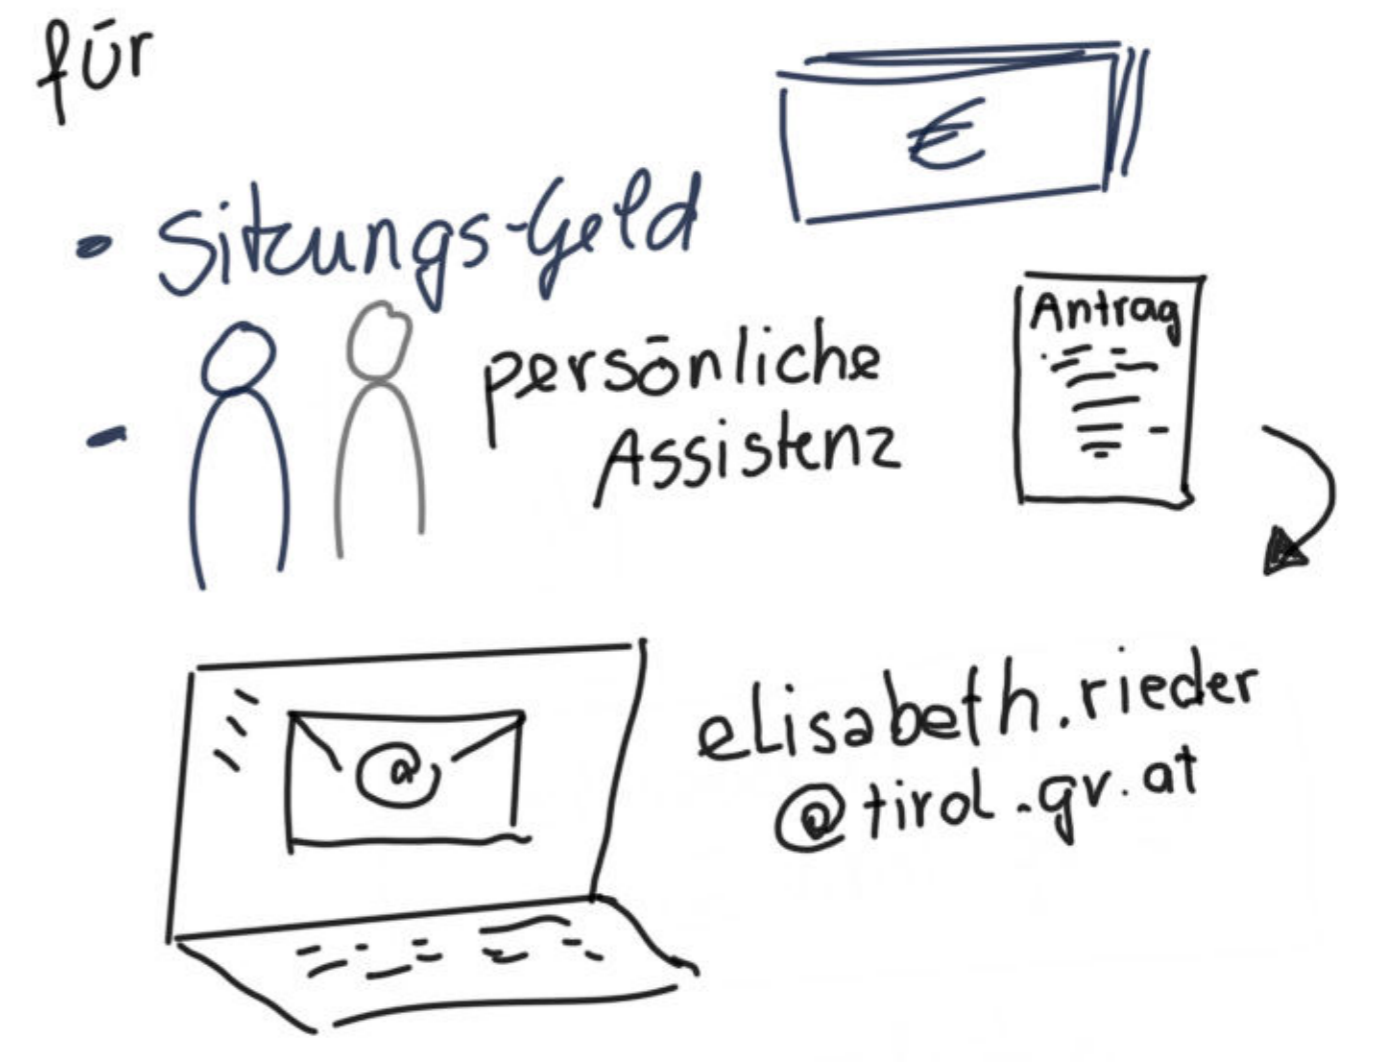 für
€
- Sitzungs-Geld
Antrag
- persönliche
Assistenz
@
elisabeth.rieder
@tirol.gv.at